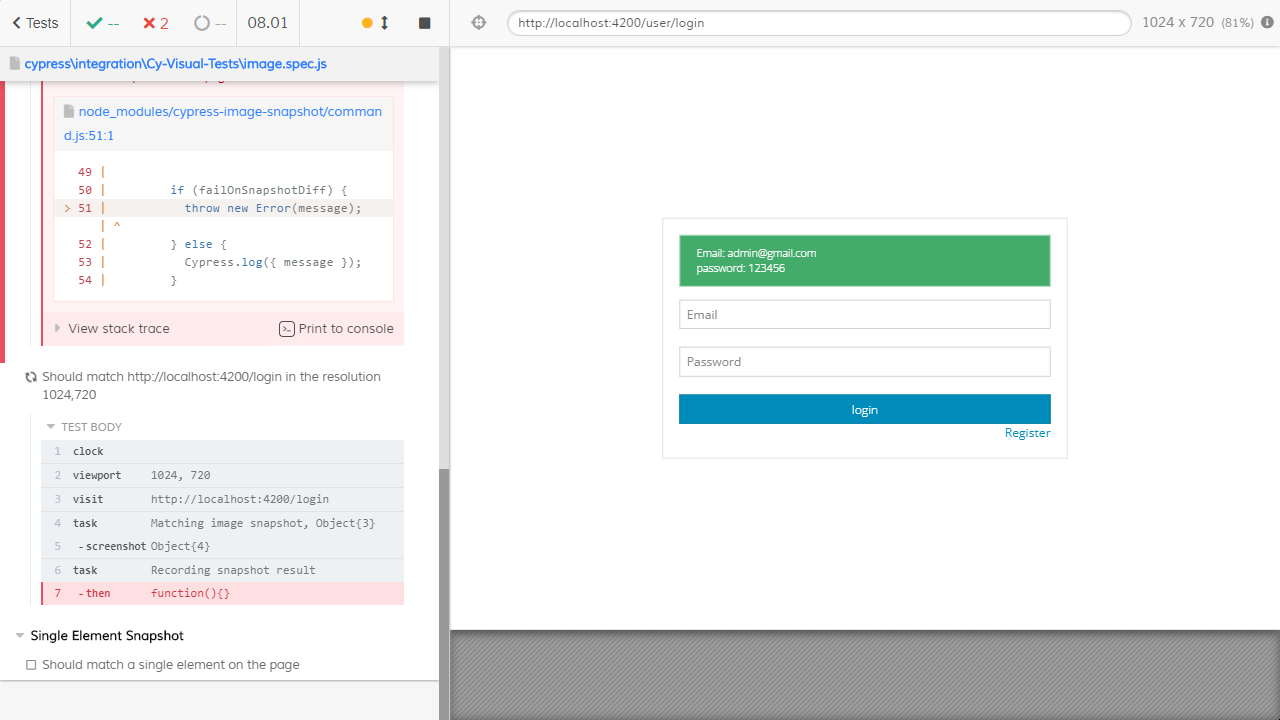 Tests
--
2
--
08.01
http://localhost:4200/user/login
1024 x 720 (81%)
cypress\integration\Cy-Visual-Tests\image.spec.js
node_modules/cypress-image-snapshot/comman
d.js:51:1
49 |
50 | if (failOnSnapshotDiff) {
> 51 | throw new Error(message);
| ^
52 | } else {
53 | Cypress.log({ message });
54 | }
View stack trace
Print to console
Should match http://localhost:4200/login in the resolution
1024,720
TEST BODY
1 clock
2 viewport 1024, 720
3 visit http://localhost:4200/login
4 task Matching image snapshot, Object{3}
5 -screenshot Object{4}
6 task Recording snapshot result
7 -then function(){}
Single Element Snapshot
Should match a single element on the page
Email: admin@gmail.com
password: 123456
Email
Password
login
Register